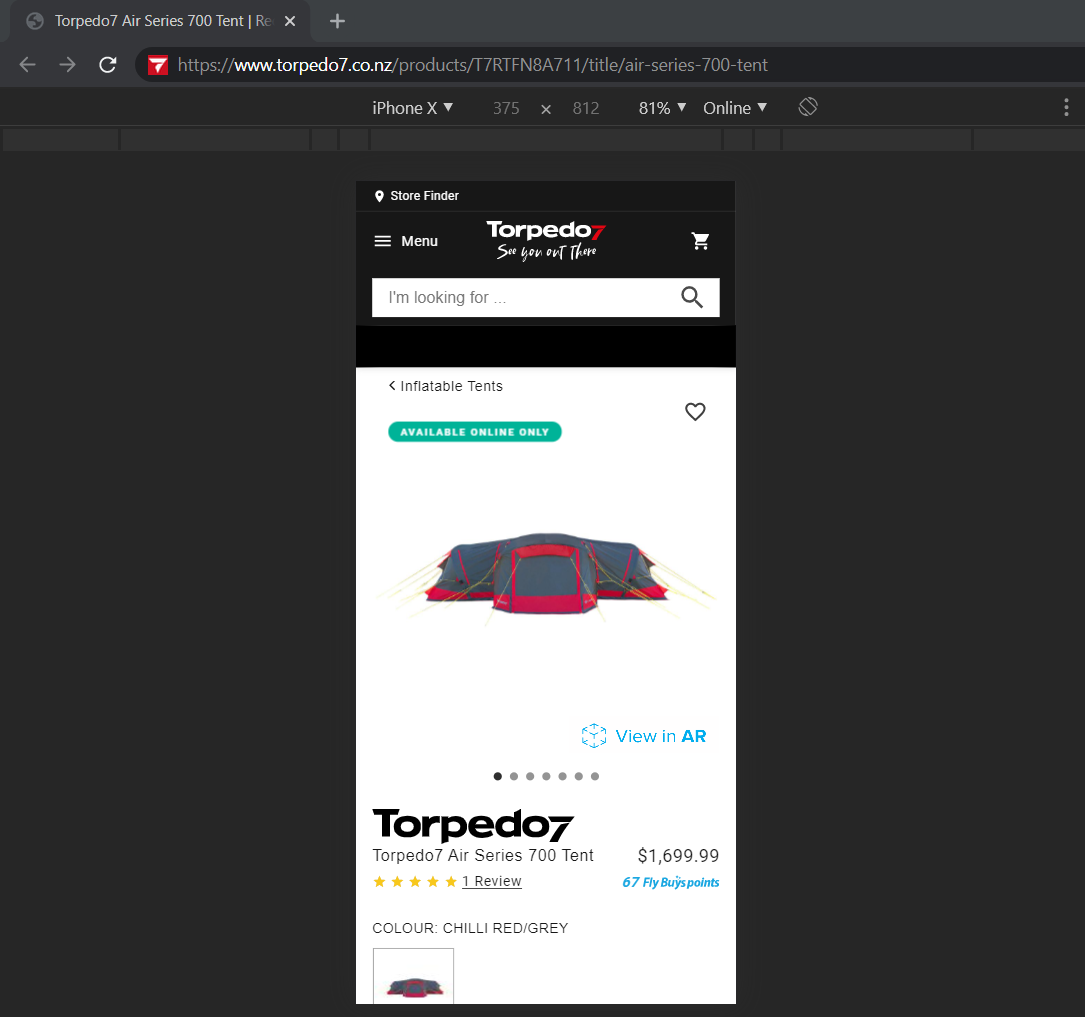 Torpedo7 Air Series 700 Tent | Re
https://www.torpedo7.co.nz/products/T7RTFN8A711/title/air-series-700-tent
iPhone X ▼ 375 × 812 81% ▼ Online ▼
Store Finder
Menu
Torpedo7
See you out There
I'm looking for ...
Inflatable Tents
AVAILABLE ONLINE ONLY
View in AR
Torpedo7
Torpedo7 Air Series 700 Tent $1,699.99
1 Review 67 Fly Buys points
COLOUR: CHILLI RED/GREY